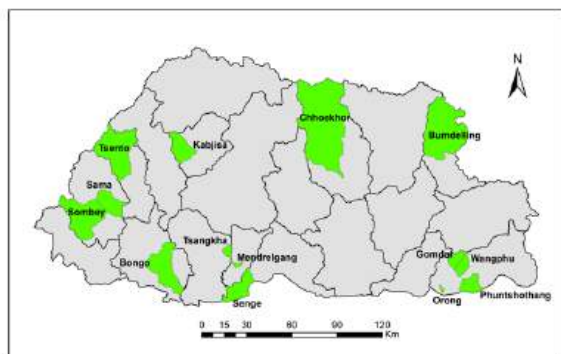 N
Chhoekhor
Bumdelling
Tsento
Kabjisa
Sama
Sombay
Tsangkha
Bongo
Mendrelgang
Gomdar
Wangphu
Senge
Orong
Phuntshothang
0 15 30 60 90 120
Km